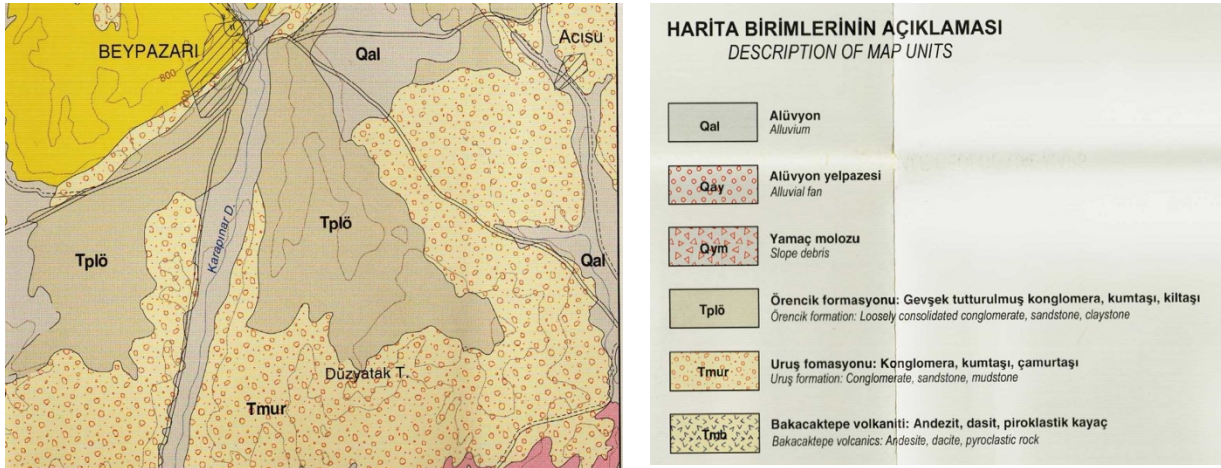 BEYPAZARI
800
Qal
Acısu
Karapınar D.
Tplö
Tplö
Qal
Düzyatak T.
Tmur
HARİTA BİRİMLERİNİN AÇIKLAMASI
DESCRIPTION OF MAP UNITS
Qal
Alüvyon
Alluvium
Qay
Alüvyon yelpazesi
Alluvial fan
Qym
Yamaç molozu
Slope debris
Tplö
Örencik formasyonu: Gevşek tutturulmuş konglomera, kumtaşı, kiltaşı
Örencik formation: Loosely consolidated conglomerate, sandstone, claystone
Tmur
Uruş fomasyonu: Konglomera, kumtaşı, çamurtaşı
Uruş formation: Conglomerate, sandstone, mudstone
Tmb
Bakacaktepe volkaniti: Andezit, dasit, piroklastik kayaç
Bakacaktepe volcanics: Andesite, dacite, pyroclastic rock